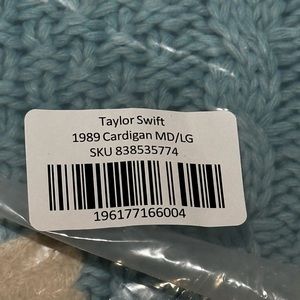 Taylor Swift
1989 Cardigan MD/LG
SKU 838535774
196177166004